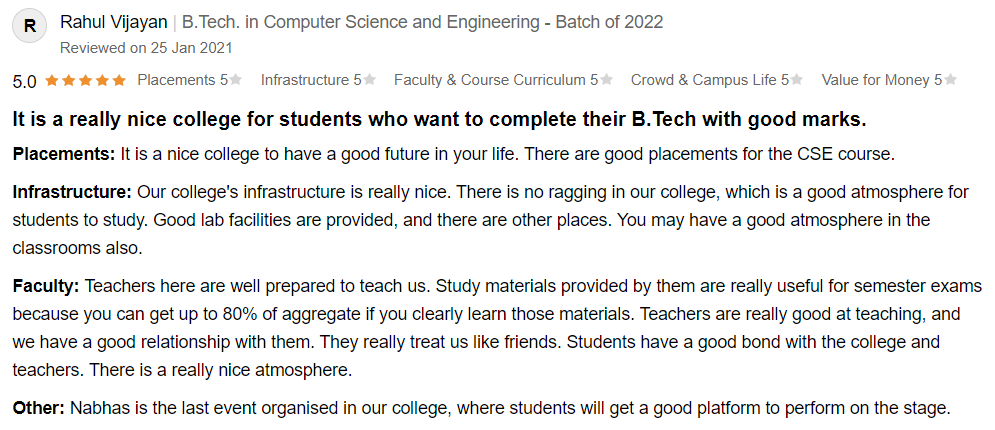 R
Rahul Vijayan | B.Tech. in Computer Science and Engineering - Batch of 2022
Reviewed on 25 Jan 2021
5.0 Placements 5 Infrastructure 5 Faculty & Course Curriculum 5 Crowd & Campus Life 5 Value for Money 5
It is a really nice college for students who want to complete their B.Tech with good marks.
Placements: It is a nice college to have a good future in your life. There are good placements for the CSE course.
Infrastructure: Our college's infrastructure is really nice. There is no ragging in our college, which is a good atmosphere for
students to study. Good lab facilities are provided, and there are other places. You may have a good atmosphere in the
classrooms also.
Faculty: Teachers here are well prepared to teach us. Study materials provided by them are really useful for semester exams
because you can get up to 80% of aggregate if you clearly learn those materials. Teachers are really good at teaching, and
we have a good relationship with them. They really treat us like friends. Students have a good bond with the college and
teachers. There is a really nice atmosphere.
Other: Nabhas is the last event organised in our college, where students will get a good platform to perform on the stage.